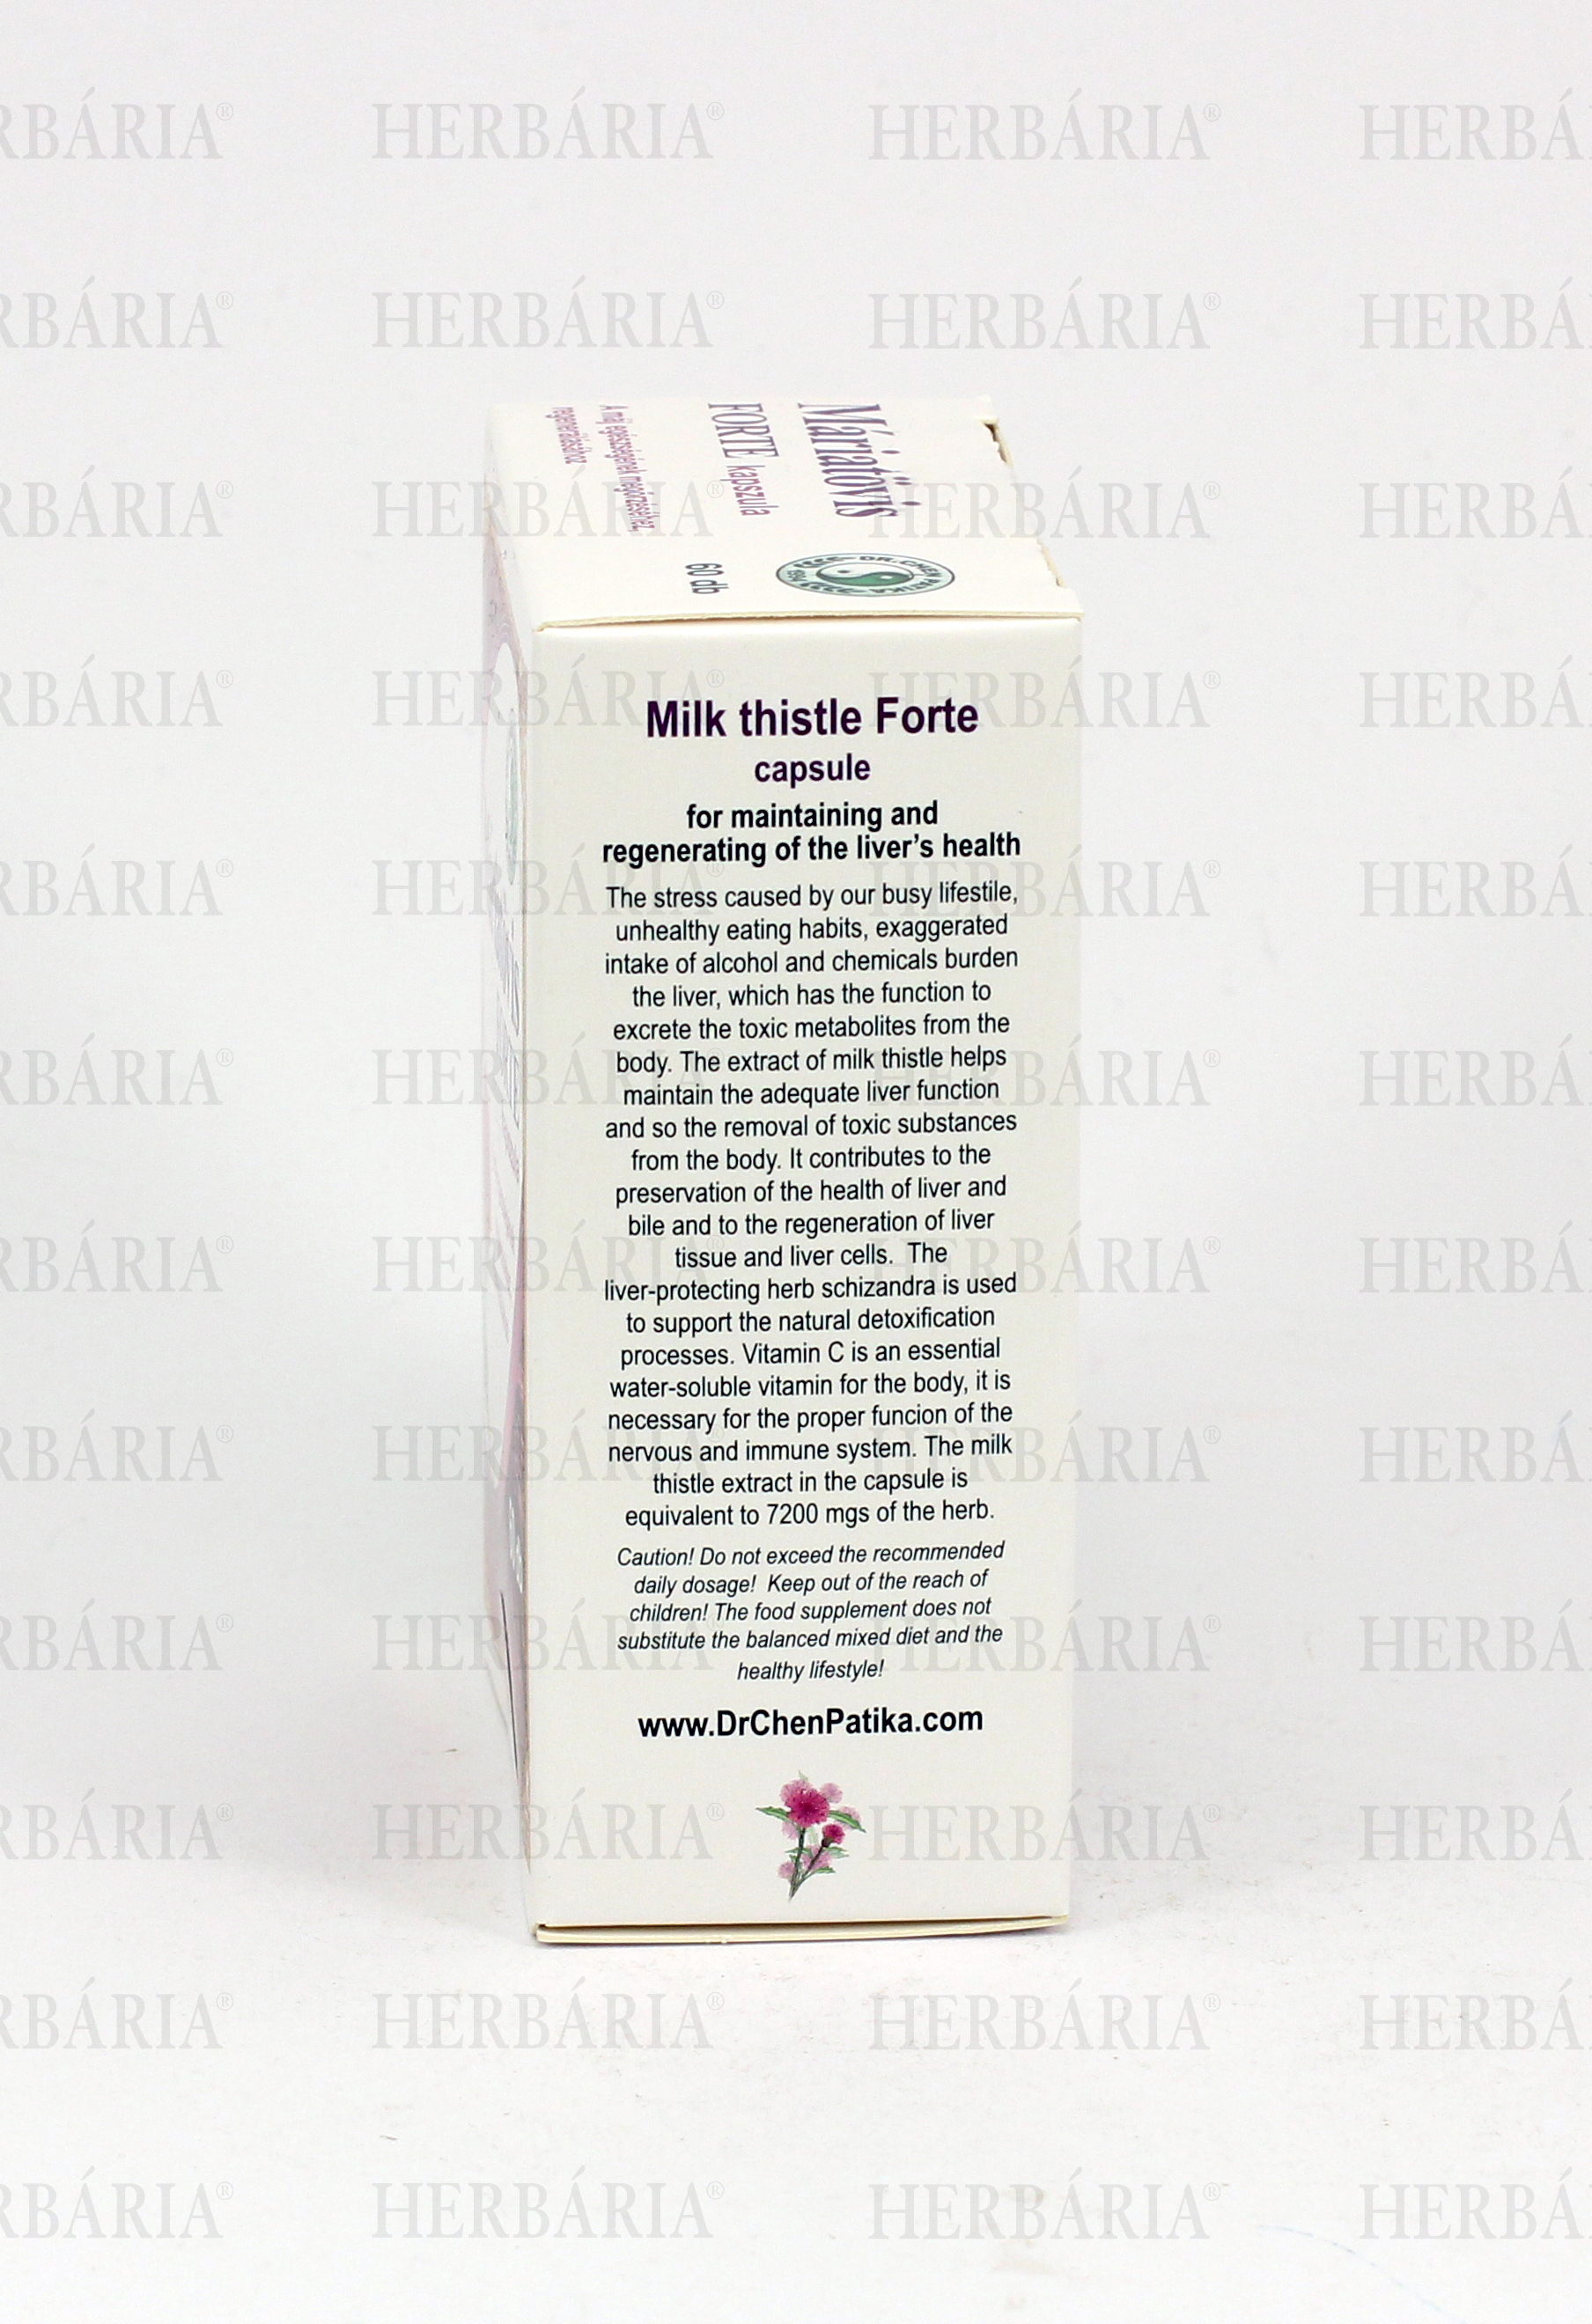 Máriatövis
FORTE kapszula
A máj egészségének megőrzéséhez,
regenerálásához
60 db
DR. CHEN PATIKA
Milk thistle Forte
capsule
for maintaining and
regenerating of the liver's health
The stress caused by our busy lifestile,
unhealthy eating habits, exaggerated
intake of alcohol and chemicals burden
the liver, which has the function to
excrete the toxic metabolites from the
body. The extract of milk thistle helps
maintain the adequate liver function
and so the removal of toxic substances
from the body. It contributes to the
preservation of the health of liver and
bile and to the regeneration of liver
tissue and liver cells. The
liver-protecting herb schizandra is used
to support the natural detoxification
processes. Vitamin C is an essential
water-soluble vitamin for the body, it is
necessary for the proper funcion of the
nervous and immune system. The milk
thistle extract in the capsule is
equivalent to 7200 mgs of the herb.
Caution! Do not exceed the recommended
daily dosage! Keep out of the reach of
children! The food supplement does not
substitute the balanced mixed diet and the
healthy lifestyle!
www.DrChenPatika.com
HERBÁRIA®